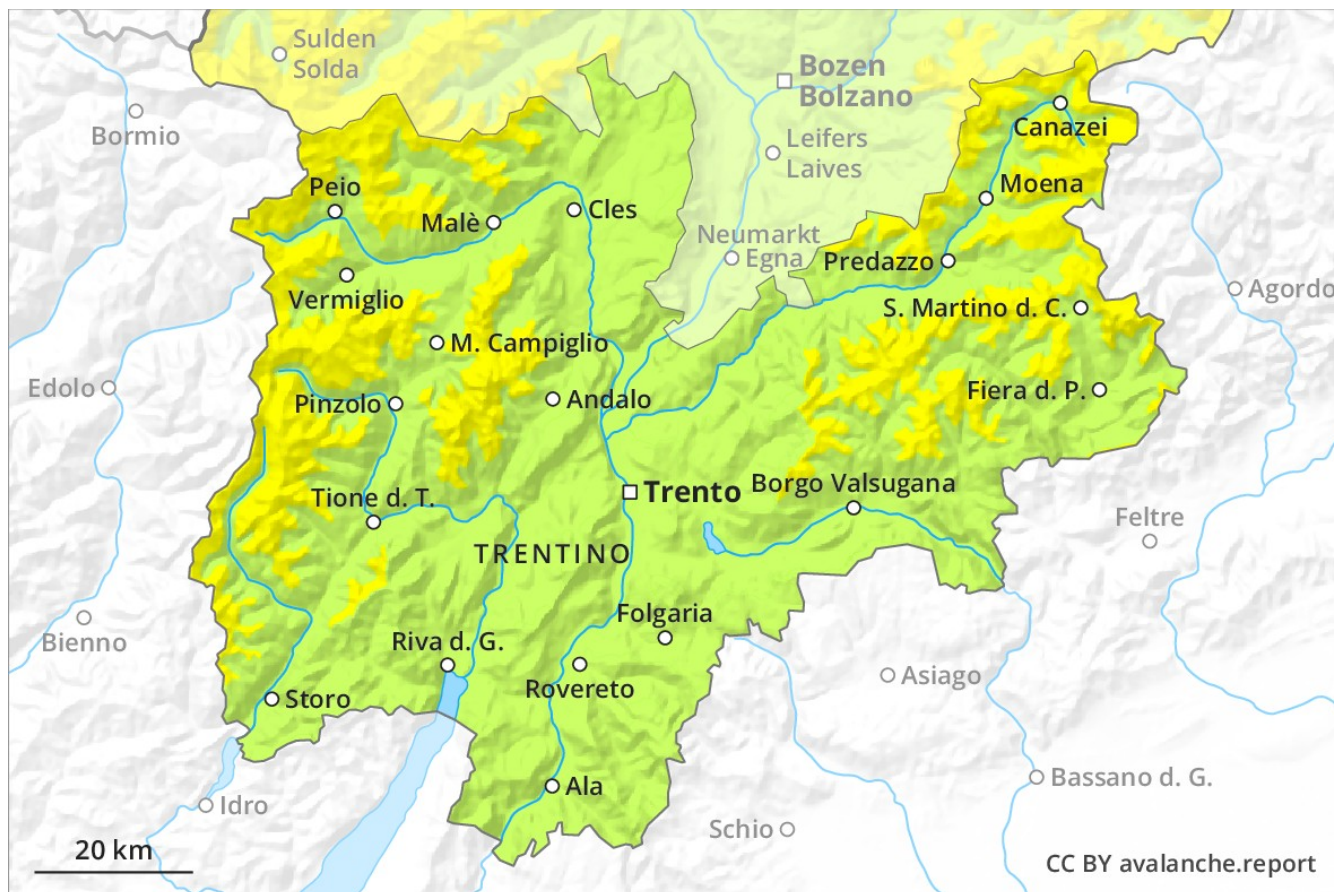 Sulden
Solda
Bozen
Bolzano
Bormio
Canazei
Leifers
Laives
Peio
Moena
Malè
Cles
Neumarkt
Egna
Predazzo
Vermiglio
Agordo
S. Martino d. C.
M. Campiglio
Edolo
Pinzolo
Andalo
Fiera d. P.
Trento
Borgo Valsugana
Tione d. T.
Feltre
TRENTINO
Bienno
Folgaria
Riva d. G.
Asiago
Rovereto
Storo
Ala
Bassano d. G.
Idro
Schio
20 km
CC BY avalanche.report